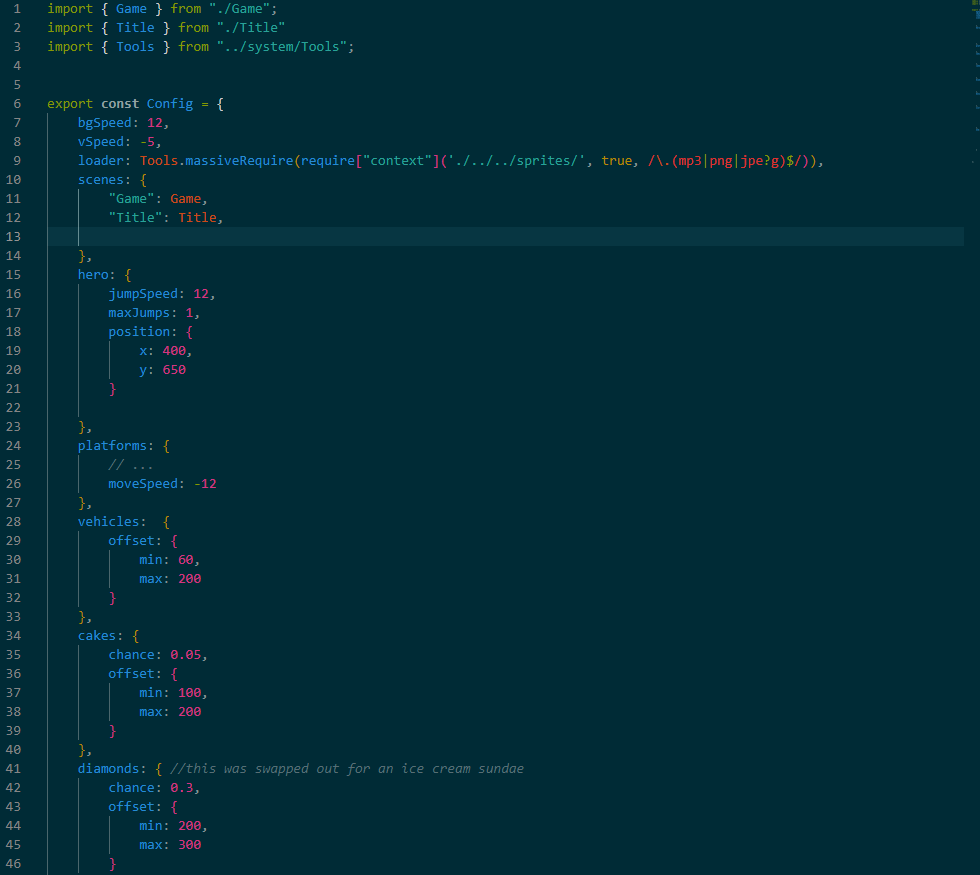 1 import { Game } from "./Game";
2 import { Title } from "./Title"
3 import { Tools } from "../system/Tools";
4
5
6 export const Config = {
7     bgSpeed: 12,
8     vSpeed: -5,
9     loader: Tools.massiveRequire(require["context"]('./../../sprites/', true, /\.(mp3|png|jpe?g)$/)),
10     scenes: {
11         "Game": Game,
12         "Title": Title,
13
14     },
15     hero: {
16         jumpSpeed: 12,
17         maxJumps: 1,
18         position: {
19             x: 400,
20             y: 650
21         }
22
23     },
24     platforms: {
25         // ...
26         moveSpeed: -12
27     },
28     vehicles:  {
29         offset: {
30             min: 60,
31             max: 200
32         }
33     },
34     cakes: {
35         chance: 0.05,
36         offset: {
37             min: 100,
38             max: 200
39         }
40     },
41     diamonds: { //this was swapped out for an ice cream sundae
42         chance: 0.3,
43         offset: {
44             min: 200,
45             max: 300
46         }